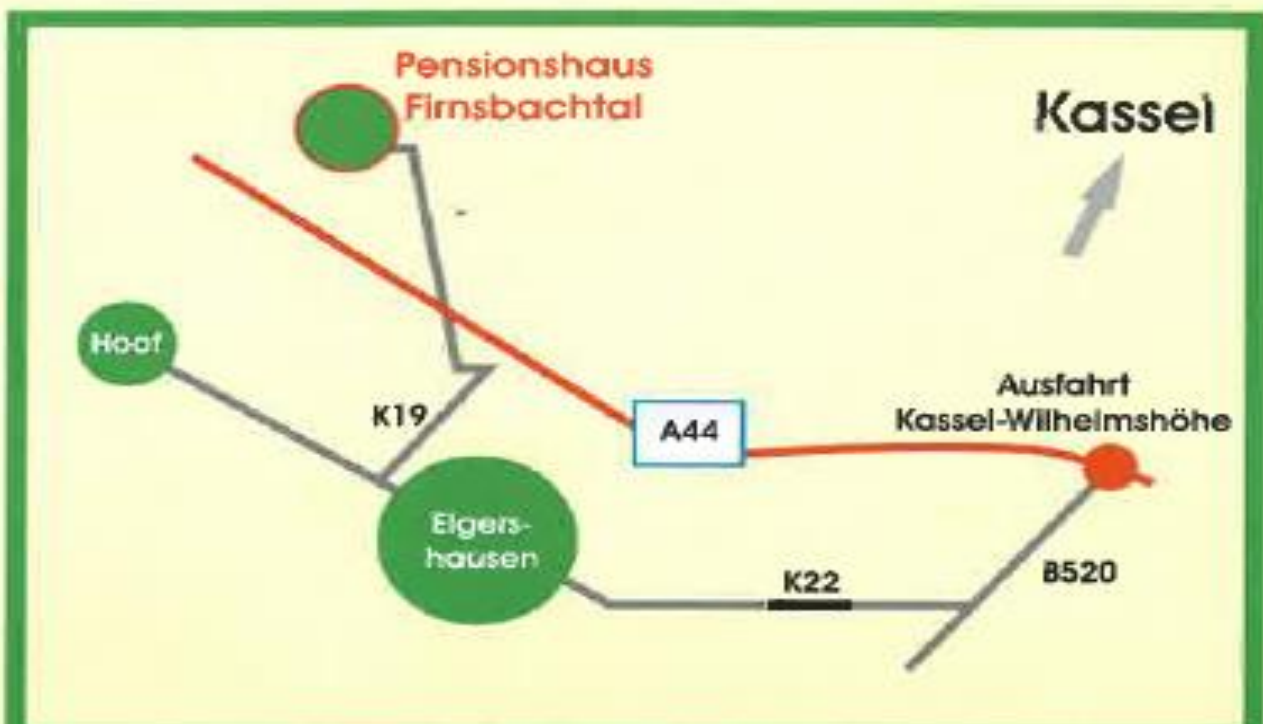 Pensionshaus
Firnsbachtal
Kassel
Hoof
K19
A44
Ausfahrt
Kassel-Wilhelmshöhe
Elgers-
hausen
K22
B520